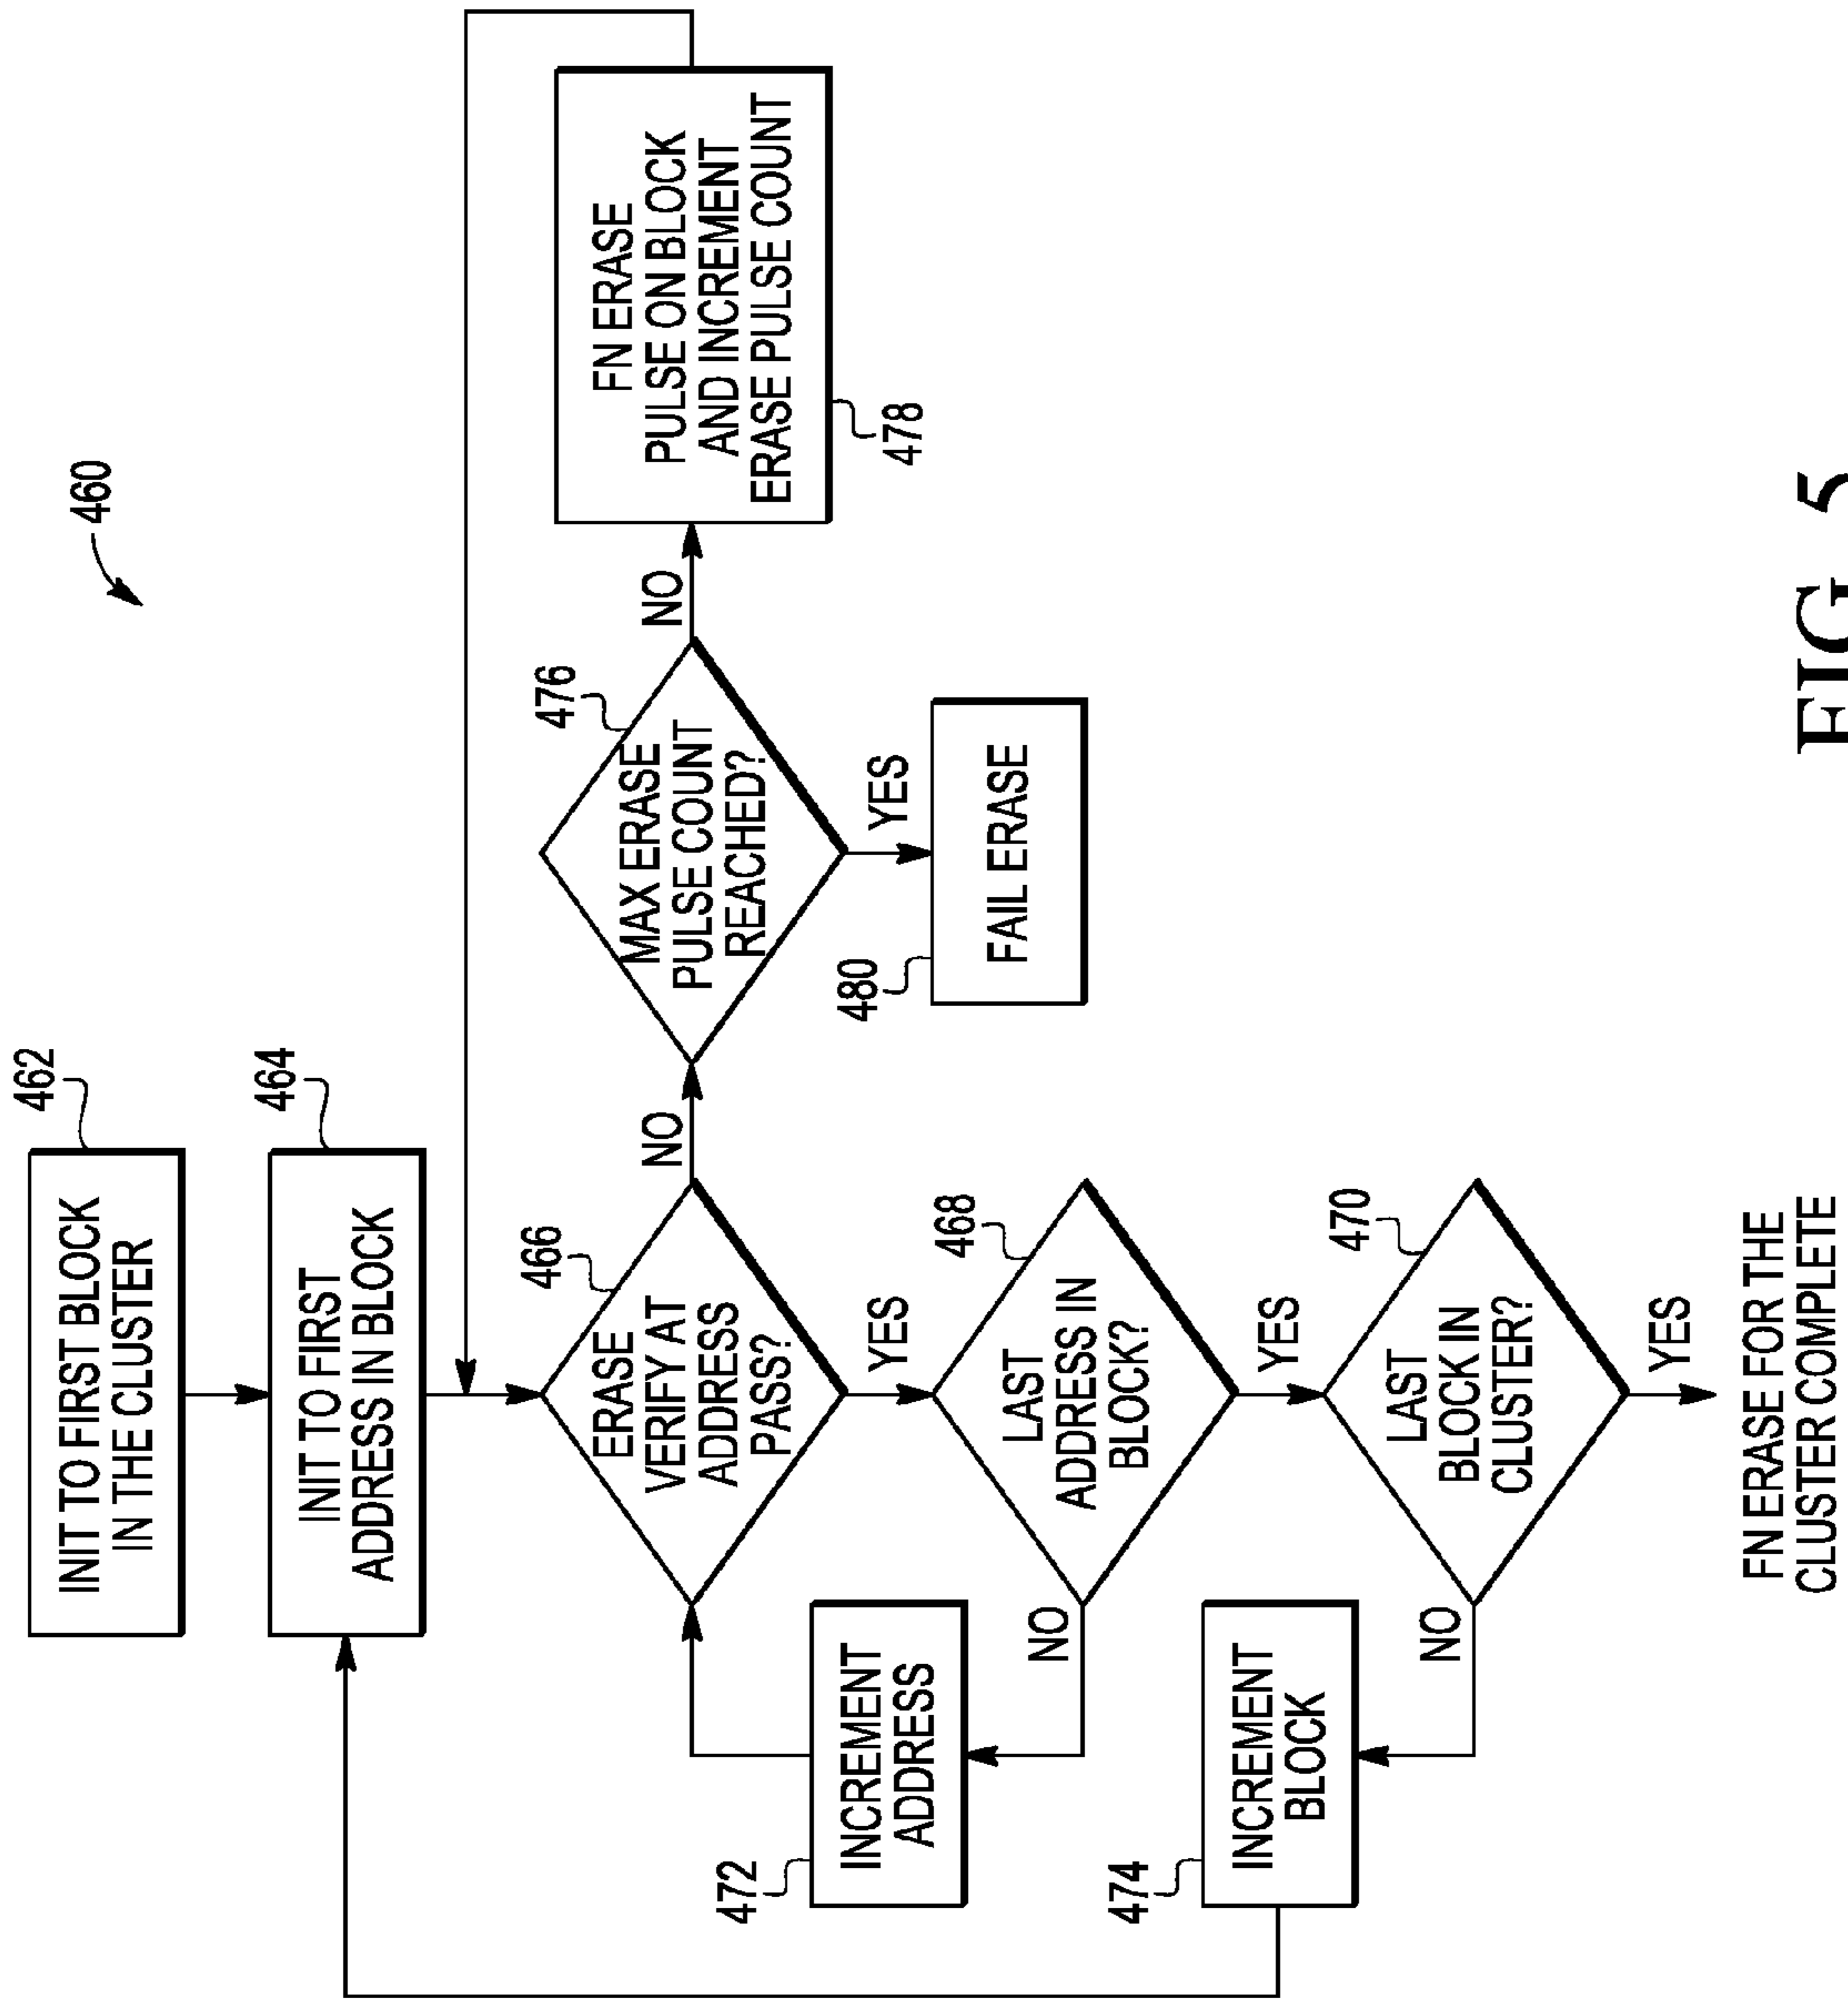 460
462
INIT TO FIRST BLOCK
IN THE CLUSTER
464
INIT TO FIRST
ADDRESS IN BLOCK
466
ERASE
VERIFY AT
ADDRESS
PASS?
NO
YES
476
MAX ERASE
PULSE COUNT
REACHED?
NO
YES
FN ERASE
PULSE ON BLOCK
AND INCREMENT
ERASE PULSE COUNT
478
480
FAIL ERASE
472
INCREMENT
ADDRESS
468
LAST
ADDRESS IN
BLOCK?
NO
YES
474
INCREMENT
BLOCK
470
LAST
BLOCK IN
CLUSTER?
NO
YES
FN ERASE FOR THE
CLUSTER COMPLETE
FIG. 5